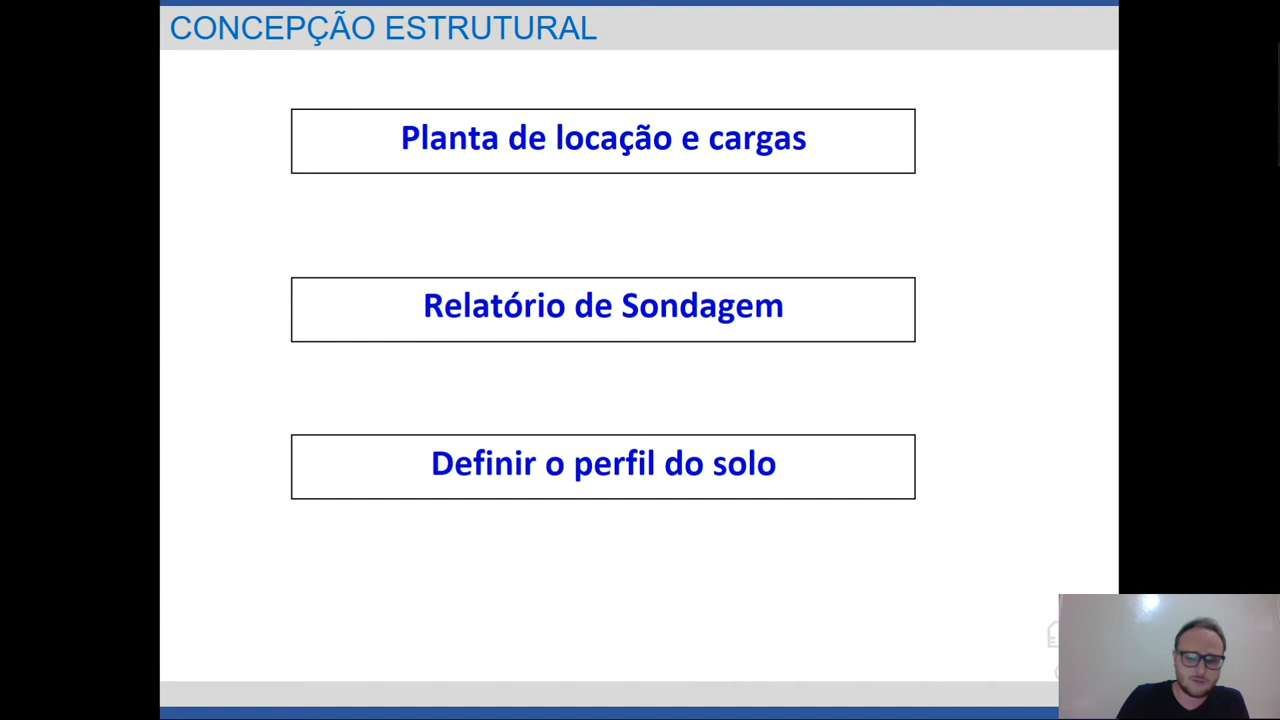 CONCEPÇÃO ESTRUTURAL
Planta de locação e cargas
Relatório de Sondagem
Definir o perfil do solo